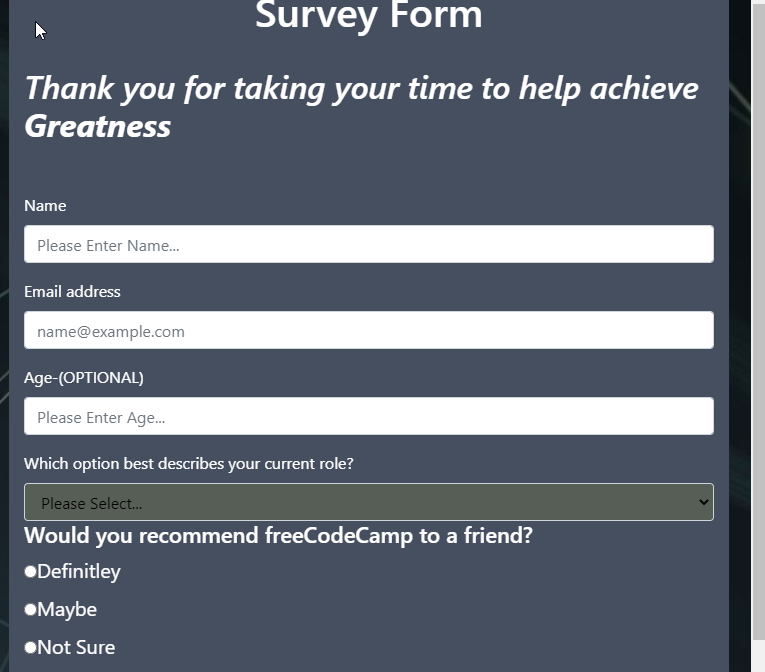 Survey Form
Thank you for taking your time to help achieve
Greatness
Name
Please Enter Name...
Email address
name@example.com
Age-(OPTIONAL)
Please Enter Age...
Which option best describes your current role?
Please Select...
Would you recommend freeCodeCamp to a friend?
Definitley
Maybe
Not Sure